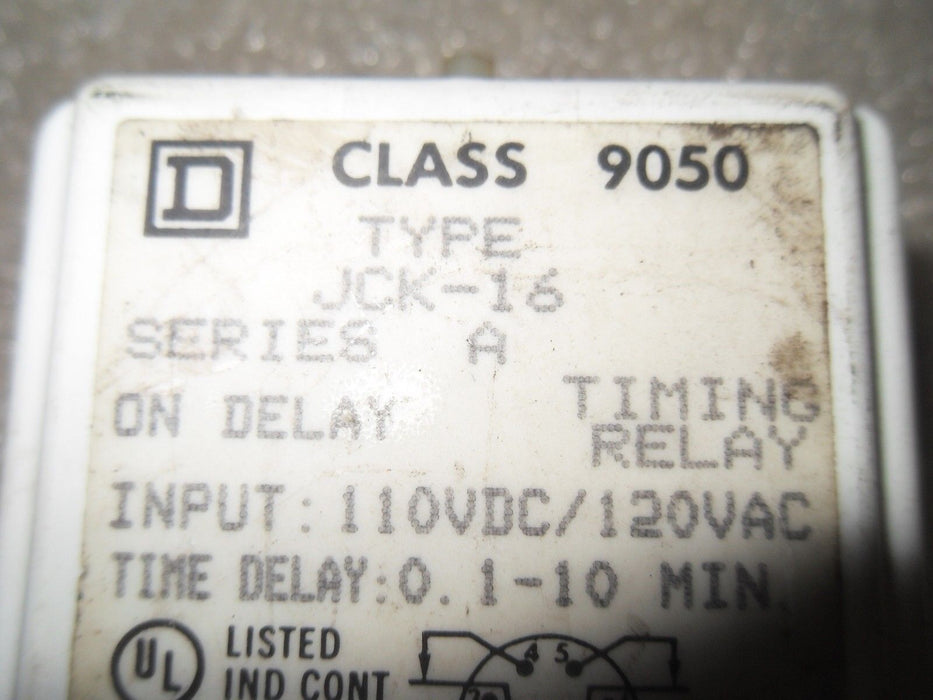 D CLASS 9050
TYPE
JCK-16
SERIES A
ON DELAY TIMING
RELAY
INPUT: 110VDC/120VAC
TIME DELAY: 0.1-10 MIN.
UL LISTED
IND CONT
4 5
2